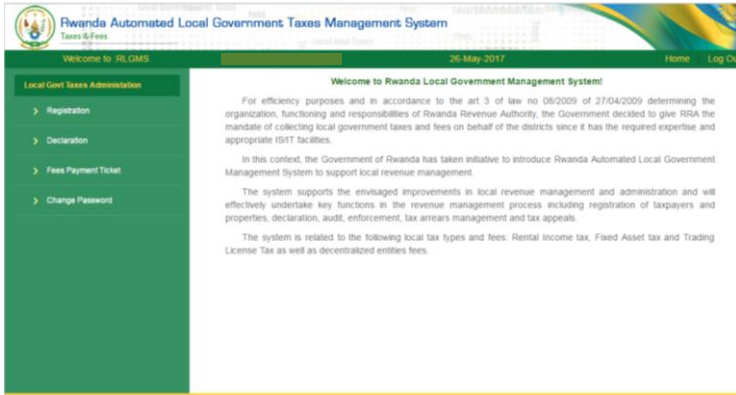 Rwanda Automated Local Government Taxes Management System
Taxes & Fees
Welcome to :RLGMS
26-May-2017
Home
Log Ou
Local Govt Taxes Administation
Registration
Declaration
Fees Payment Ticket
Change Password
Welcome to Rwanda Local Government Management System!
For efficiency purposes and in accordance to the art 3 of law no 08/2009 of 27/04/2009 determining the
organization, functioning and responsibilities of Rwanda Revenue Authority, the Government decided to give RRA the
mandate of collecting local government taxes and fees on behalf of the districts since it has the required expertise and
appropriate IS/IT facilities.
In this context, the Government of Rwanda has taken initiative to introduce Rwanda Automated Local Government
Management System to support local revenue management.
The system supports the envisaged improvements in local revenue management and administration and will
effectively undertake key functions in the revenue management process including registration of taxpayers and
properties, declaration, audit, enforcement, tax arrears management and tax appeals.
The system is related to the following local tax types and fees: Rental Income tax, Fixed Asset tax and Trading
License Tax as well as decentralized entities fees.